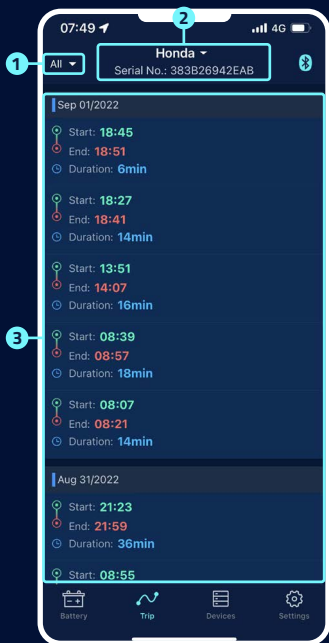 2
07:49 4G
1 All Honda
Serial No.: 383B26942EAB
3
Sep 01/2022
Start: 18:45
End: 18:51
Duration: 6min
Start: 18:27
End: 18:41
Duration: 14min
Start: 13:51
End: 14:07
Duration: 16min
Start: 08:39
End: 08:57
Duration: 18min
Start: 08:07
End: 08:21
Duration: 14min
Aug 31/2022
Start: 21:23
End: 21:59
Duration: 36min
Start: 08:55
Battery Trip Devices Settings